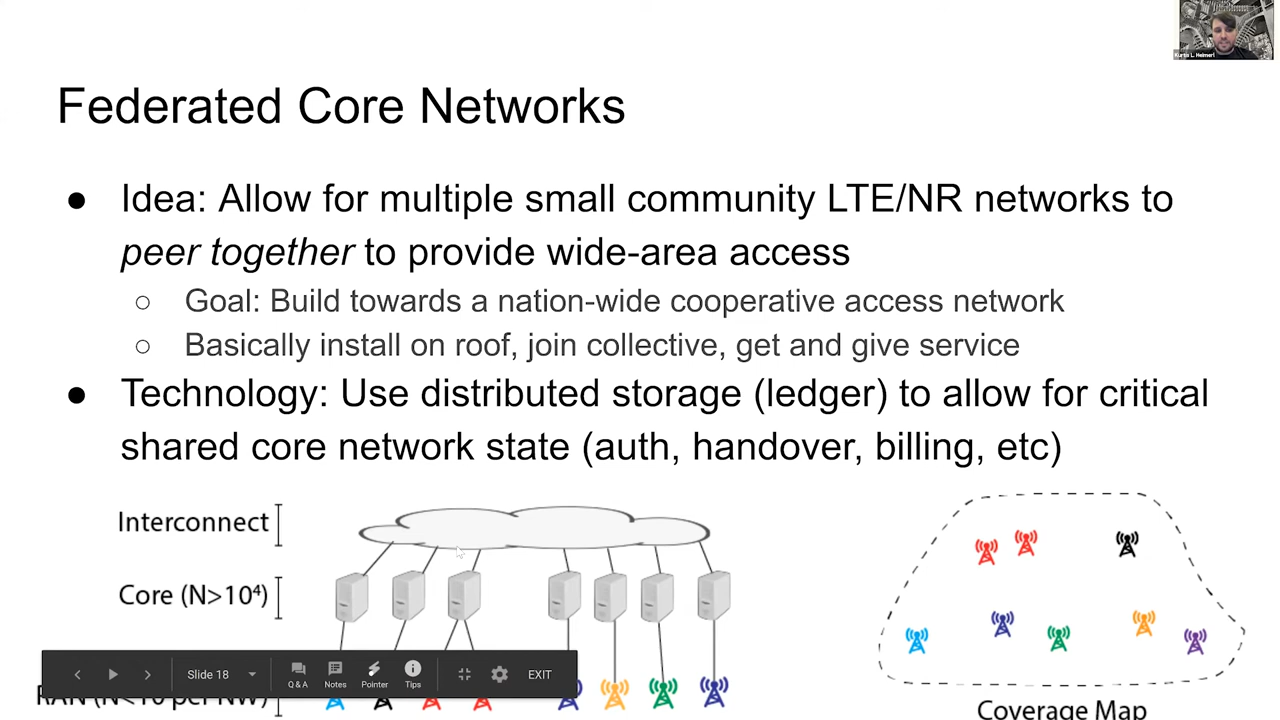 Kurtis L. Heimerl
Federated Core Networks
● Idea: Allow for multiple small community LTE/NR networks to
peer together to provide wide-area access
○ Goal: Build towards a nation-wide cooperative access network
○ Basically install on roof, join collective, get and give service
● Technology: Use distributed storage (ledger) to allow for critical
shared core network state (auth, handover, billing, etc)
Interconnect
Core (N>10⁴)
RAN (N<10 per NW)
Coverage Map
Slide 18
Q & A
Notes
Pointer
Tips
EXIT